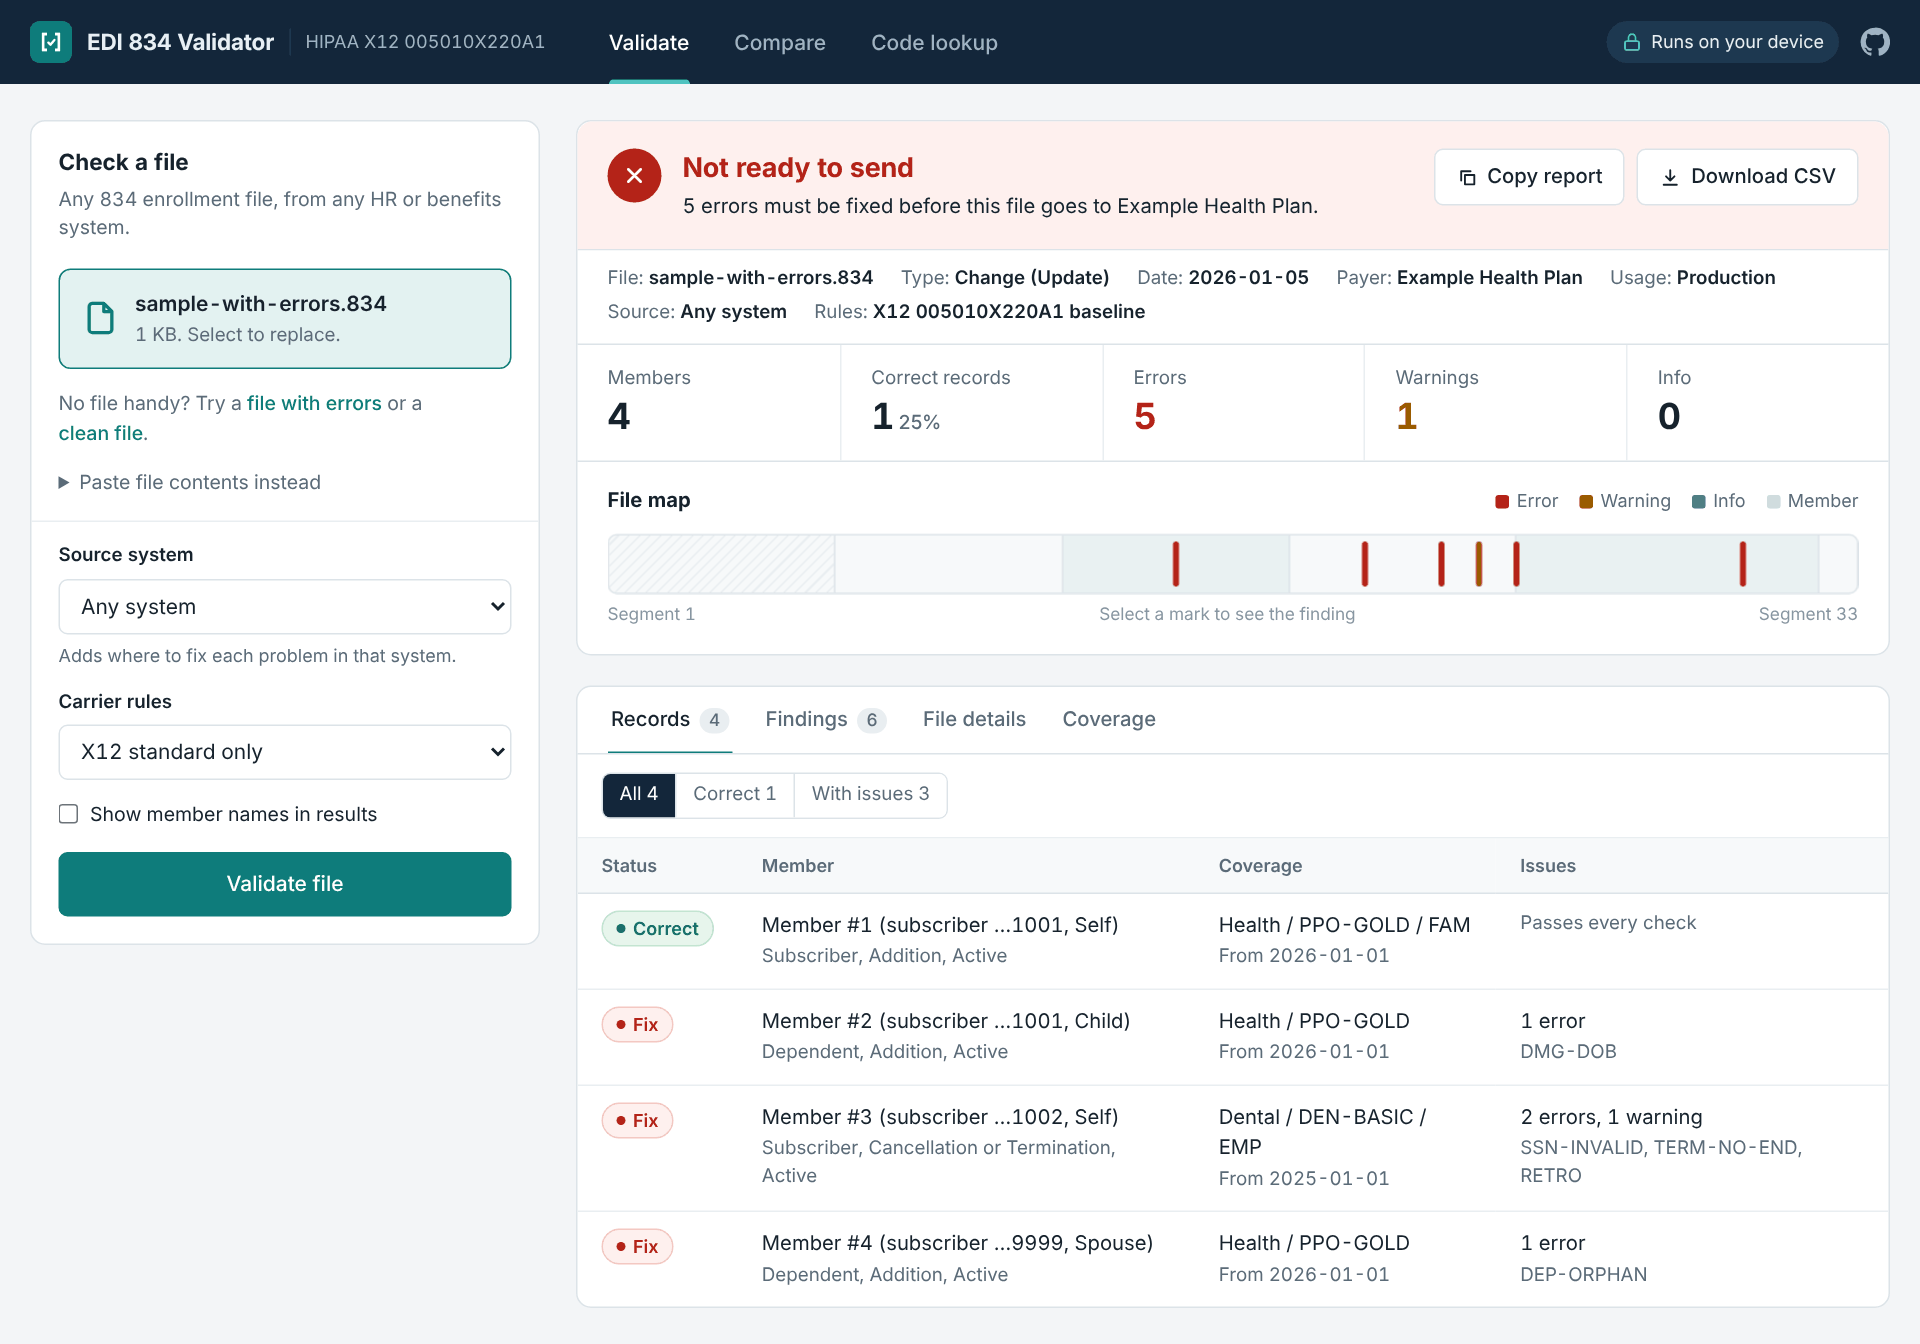 EDI 834 Validator
HIPAA X12 005010X220A1
Validate
Compare
Code lookup
Runs on your device
Check a file
Any 834 enrollment file, from any HR or benefits
system.
sample-with-errors.834
1 KB. Select to replace.
No file handy? Try a file with errors or a
clean file.
Paste file contents instead
Source system
Any system
Adds where to fix each problem in that system.
Carrier rules
X12 standard only
Show member names in results
Validate file
Not ready to send
5 errors must be fixed before this file goes to Example Health Plan.
Copy report
Download CSV
File: sample-with-errors.834 Type: Change (Update) Date: 2026-01-05 Payer: Example Health Plan Usage: Production
Source: Any system Rules: X12 005010X220A1 baseline
Members
4
Correct records
1 25%
Errors
5
Warnings
1
Info
0
File map
Error
Warning
Info
Member
Segment 1
Select a mark to see the finding
Segment 33
Records 4
Findings 6
File details
Coverage
All 4
Correct 1
With issues 3
Status
Member
Coverage
Issues
Correct
Member #1 (subscriber ...1001, Self)
Subscriber, Addition, Active
Health / PPO-GOLD / FAM
From 2026-01-01
Passes every check
Fix
Member #2 (subscriber ...1001, Child)
Dependent, Addition, Active
Health / PPO-GOLD
From 2026-01-01
1 error
DMG-DOB
Fix
Member #3 (subscriber ...1002, Self)
Subscriber, Cancellation or Termination,
Active
Dental / DEN-BASIC /
EMP
From 2025-01-01
2 errors, 1 warning
SSN-INVALID, TERM-NO-END,
RETRO
Fix
Member #4 (subscriber ...9999, Spouse)
Dependent, Addition, Active
Health / PPO-GOLD
From 2026-01-01
1 error
DEP-ORPHAN